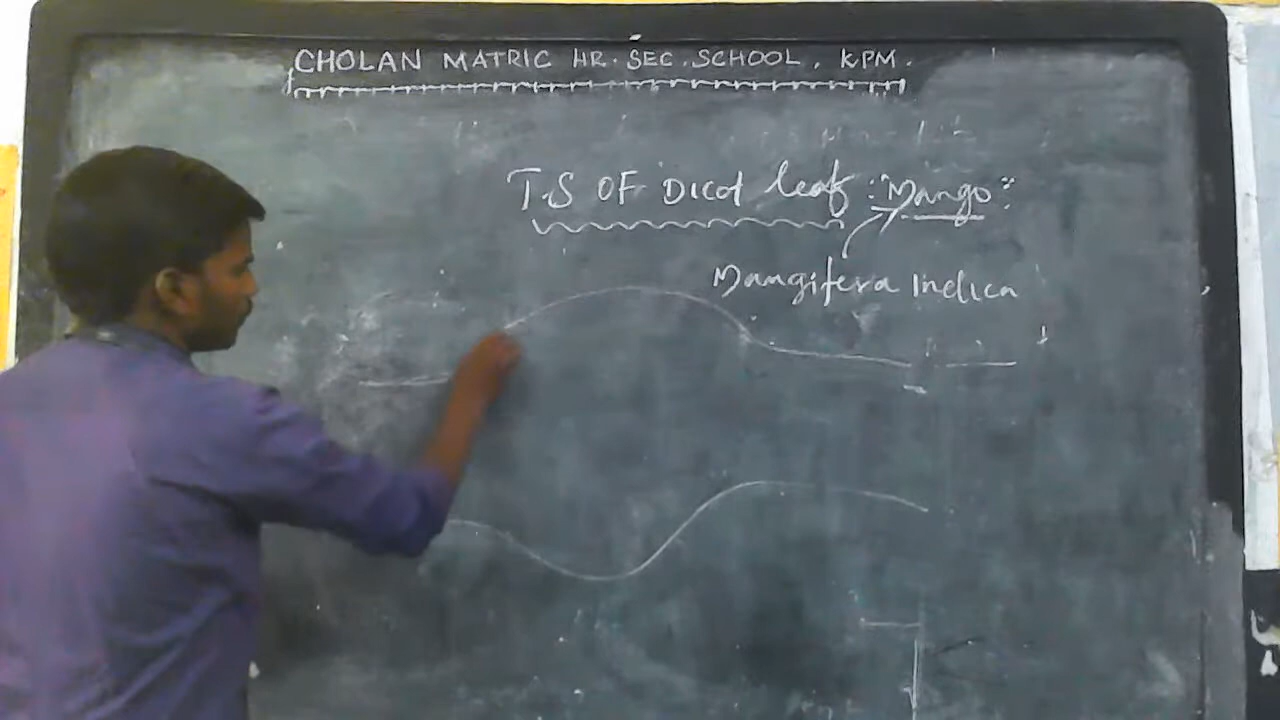 CHOLAN MATRIC HR. SEC. SCHOOL, KPM.
T.S OF Dicot leaf : "Mango":
Mangifera Indica